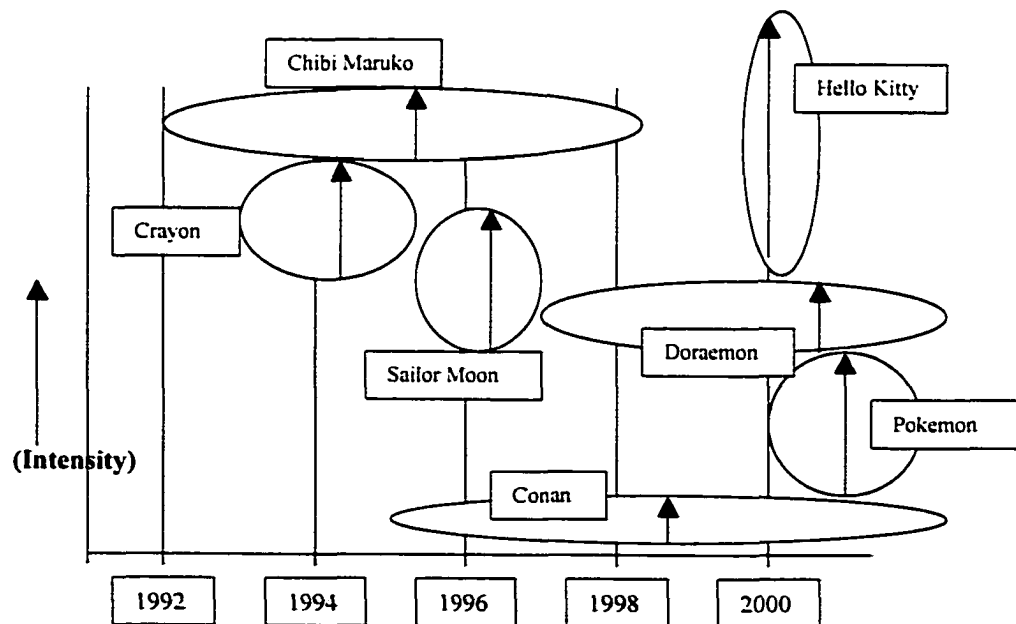 Chibi Maruko
Hello Kitty
Crayon
Doraemon
Sailor Moon
Pokemon
(Intensity)
Conan
1992
1994
1996
1998
2000